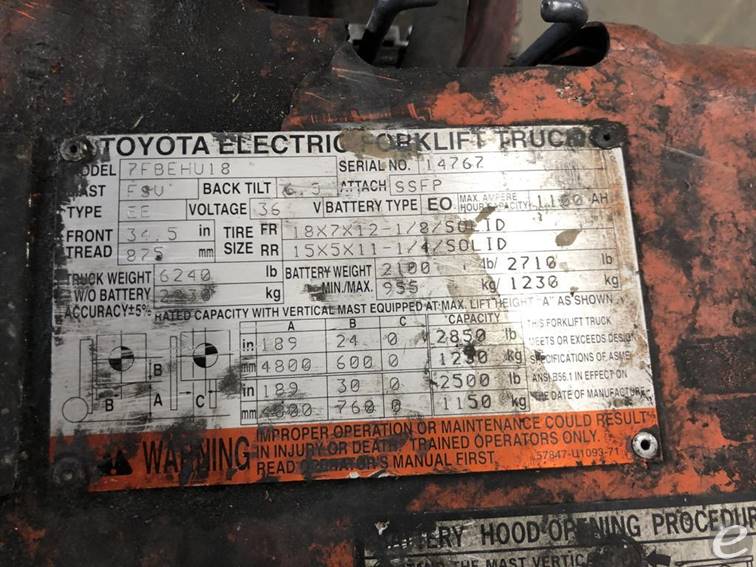 TOYOTA ELECTRIC FORKLIFT TRUCK
MODEL 7FBEHU18 SERIAL NO. 14767
MAST FSV BACK TILT 6.5 ATTACH SSFP
TYPE EE VOLTAGE 36 V BATTERY TYPE EO MAX. AMPERE HOUR CAPACITY 1100 AH
FRONT TREAD 34.5 in TIRE SIZE FR 18X7X12-1/8/SOLID
875 mm RR 15X5X11-1/4/SOLID
TRUCK WEIGHT 6240 lb BATTERY WEIGHT 2100 lb/ 2710 lb
W/O BATTERY 2830 kg MIN./MAX. 955 kg/ 1230 kg
ACCURACY±5% RATED CAPACITY WITH VERTICAL MAST EQUIPPED AT MAX. LIFT HEIGHT "A" AS SHOWN
A B C CAPACITY
in 189 24 0 2850 lb
mm 4800 600 0 kg
in 189 30 0 2500 lb
mm 4800 760 0 1150 kg
B
B A C
THIS FORKLIFT TRUCK
MEETS OR EXCEEDS DESIGN
SPECIFICATIONS OF ASME/
ANSI B56.1 IN EFFECT ON
THE DATE OF MANUFACTURE
WARNING IMPROPER OPERATION OR MAINTENANCE COULD RESULT
IN INJURY OR DEATH. TRAINED OPERATORS ONLY.
READ OPERATOR'S MANUAL FIRST.
57847-U1093-71
BATTERY HOOD OPENING PROCEDUR
THE MAST VERTIC
e